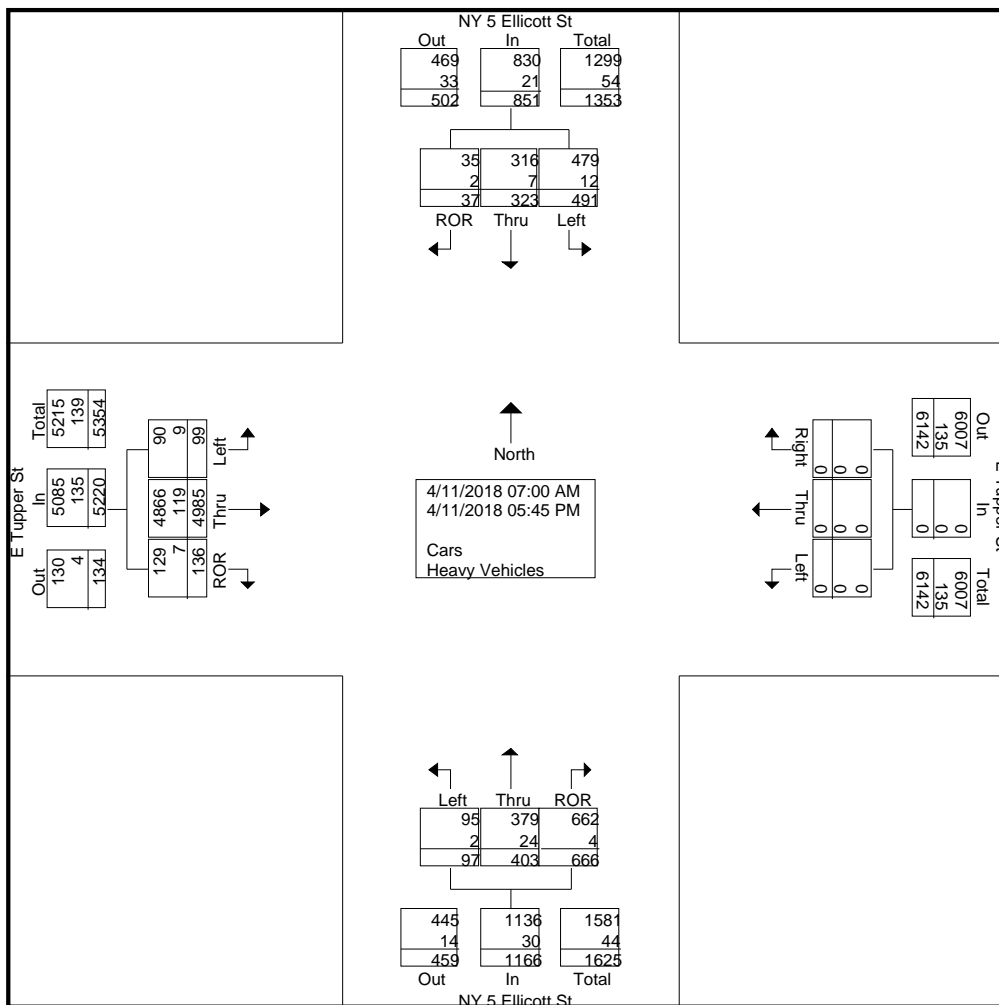 NY 5 Ellicott St
Out In Total
469 830 1299
33 21 54
502 851 1353
35 316 479
2 7 12
37 323 491
ROR Thru Left
E Tupper St
Out In Total
130 5085 5215
4 135 139
134 5220 5354
ROR Thru Left
129 4866 90
7 119 9
136 4985 99
North
4/11/2018 07:00 AM
4/11/2018 05:45 PM
Cars
Heavy Vehicles
Right Thru Left
0 0 0
0 0 0
0 0 0
Out In Total
6007 0 6007
135 0 135
6142 0 6142
E Tupper St
Left Thru ROR
95 379 662
2 24 4
97 403 666
445 1136 1581
14 30 44
459 1166 1625
Out In Total
NY 5 Ellicott St